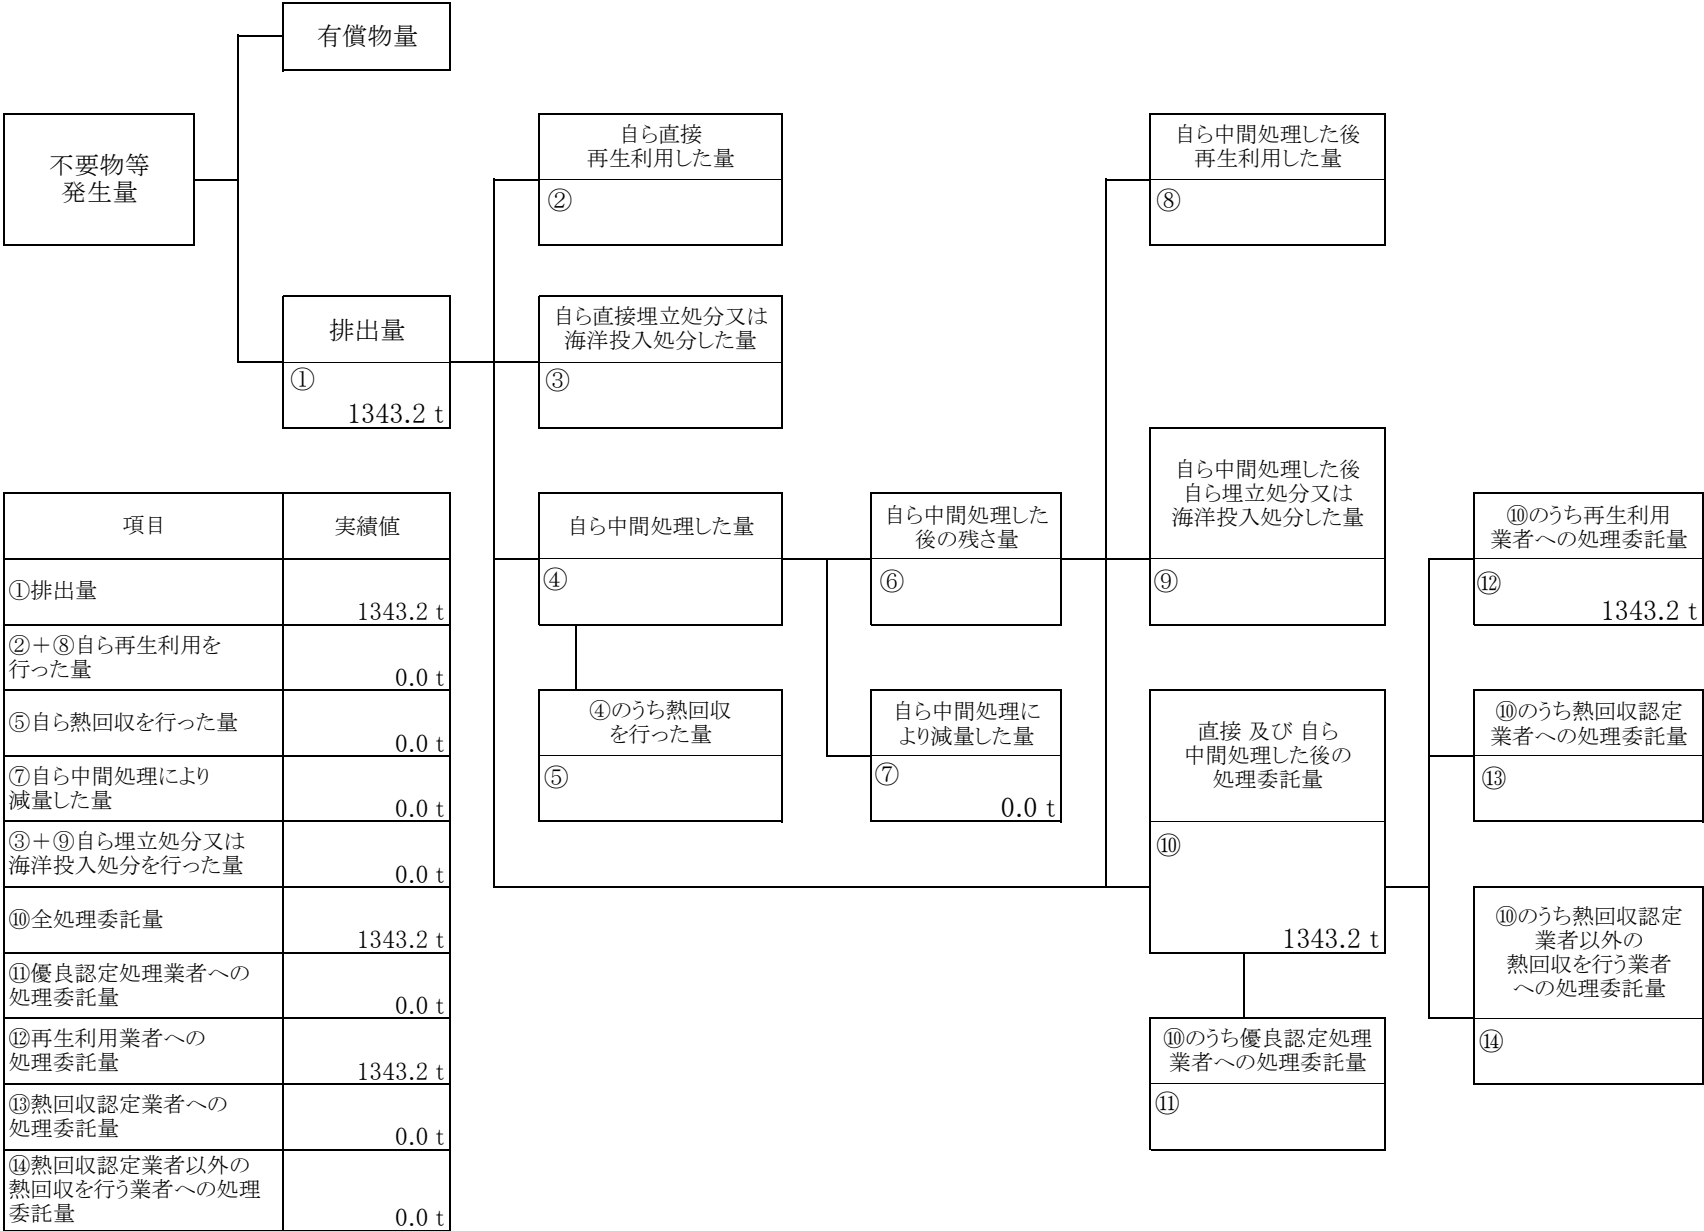 有償物量
不要物等
発生量
自ら直接
再生利用した量
②
自ら中間処理した後
再生利用した量
⑧
排出量
①
1343.2 t
自ら直接埋立処分又は
海洋投入処分した量
③
自ら中間処理した量
④
自ら中間処理した
後の残さ量
⑥
自ら中間処理した後
自ら埋立処分又は
海洋投入処分した量
⑨
⑩のうち再生利用
業者への処理委託量
⑫
1343.2 t
④のうち熱回収
を行った量
⑤
自ら中間処理に
より減量した量
⑦
0.0 t
直接 及び 自ら
中間処理した後の
処理委託量
⑩
1343.2 t
⑩のうち熱回収認定
業者への処理委託量
⑬
⑩のうち熱回収認定
業者以外の
熱回収を行う業者
への処理委託量
⑭
⑩のうち優良認定処理
業者への処理委託量
⑪
項目 実績値
①排出量
1343.2 t
②＋⑧自ら再生利用を
行った量
0.0 t
⑤自ら熱回収を行った量
0.0 t
⑦自ら中間処理により
減量した量
0.0 t
③＋⑨自ら埋立処分又は
海洋投入処分を行った量
0.0 t
⑩全処理委託量
1343.2 t
⑪優良認定処理業者への
処理委託量
0.0 t
⑫再生利用業者への
処理委託量
1343.2 t
⑬熱回収認定業者への
処理委託量
0.0 t
⑭熱回収認定業者以外の
熱回収を行う業者への処理
委託量
0.0 t